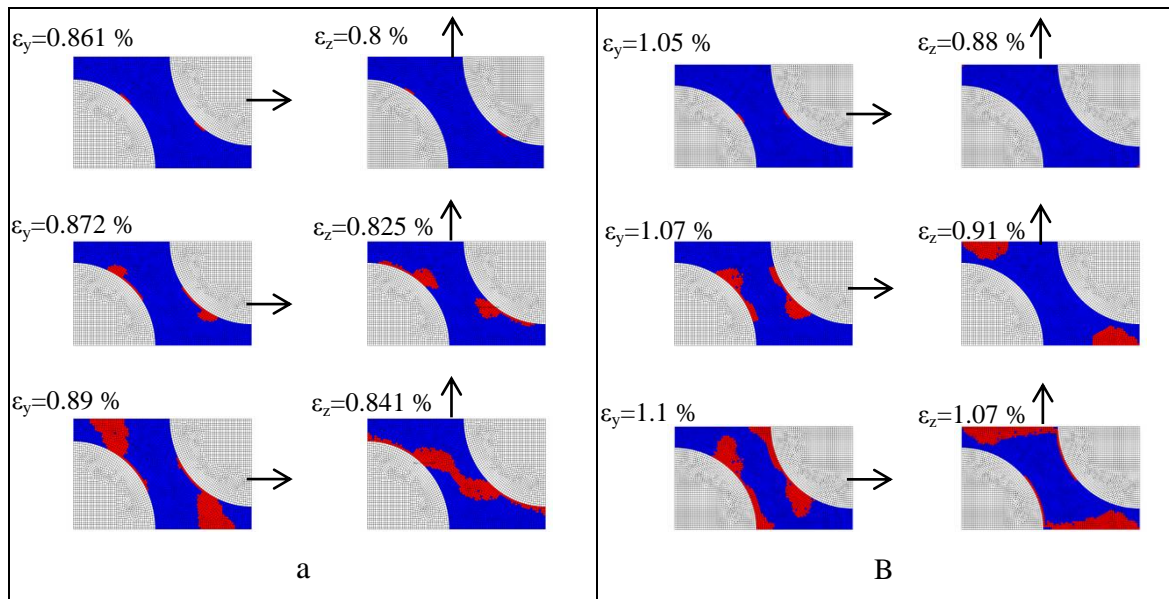 εy=0.861 %
εz=0.8 %
εy=0.872 %
εz=0.825 %
εy=0.89 %
εz=0.841 %
a
εy=1.05 %
εz=0.88 %
εy=1.07 %
εz=0.91 %
εy=1.1 %
εz=1.07 %
B